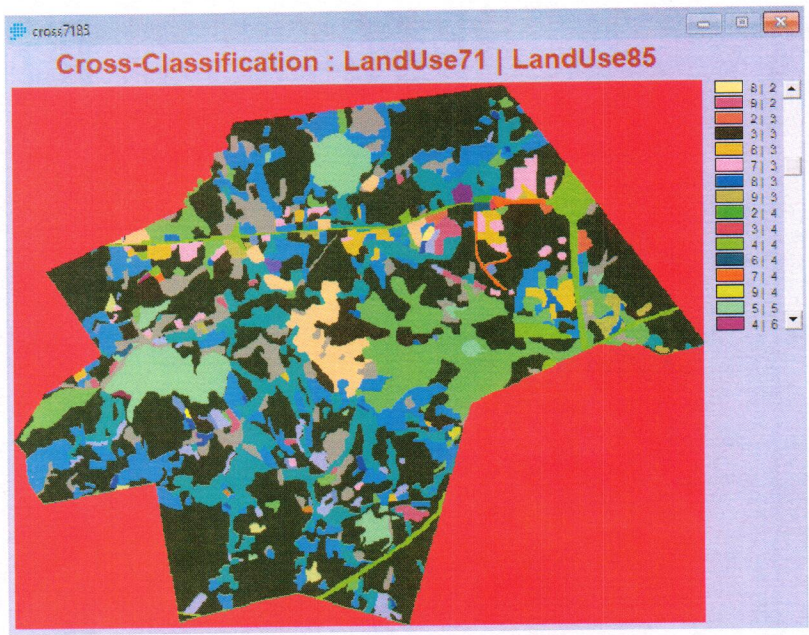 cross7185
Cross-Classification : LandUse71 | LandUse85
8 | 2
9 | 2
2 | 3
3 | 3
6 | 3
7 | 3
8 | 3
9 | 3
2 | 4
3 | 4
4 | 4
6 | 4
7 | 4
9 | 4
5 | 5
4 | 6